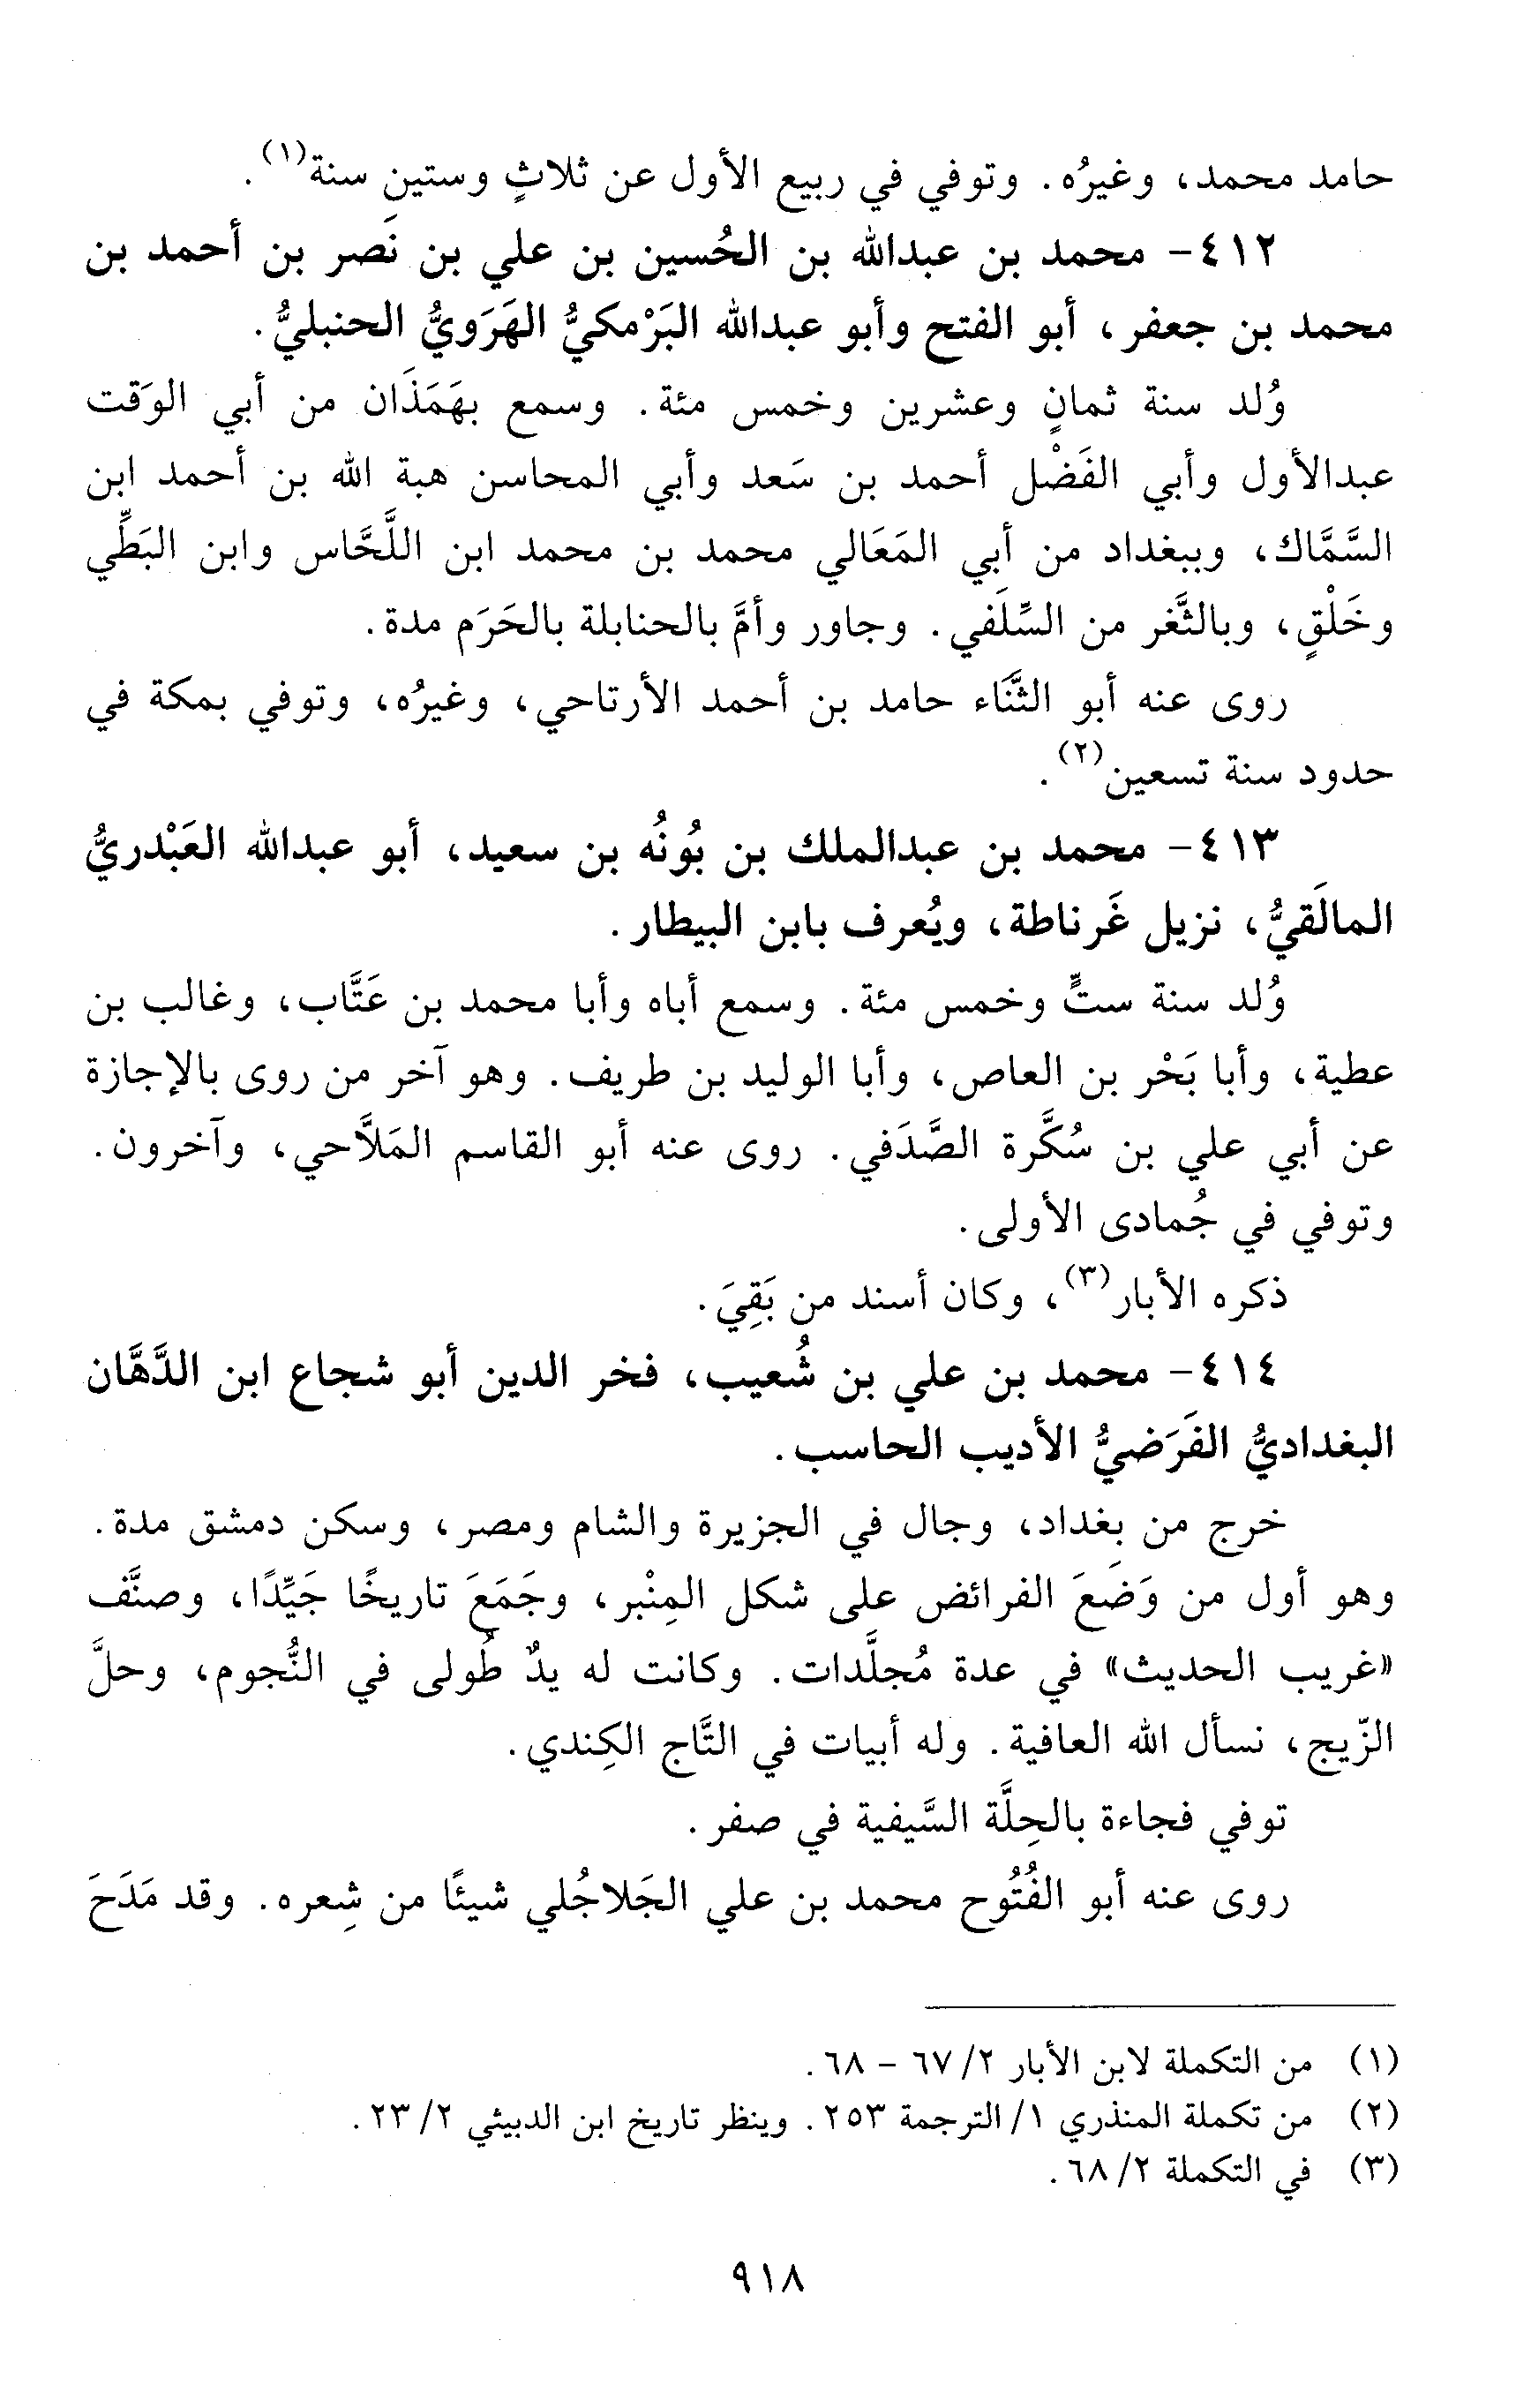 حامد محمد، وغيرُه. وتوفي في ربيع الأول عن ثلاثٍ وستين سنة(١).
٤١٢- محمد بن عبدالله بن الحُسين بن علي بن نَصر بن أحمد بن
محمد بن جعفر، أبو الفتح وأبو عبدالله البَرْمكيُّ الهَرَويُّ الحنبليُّ.
وُلد سنة ثمانٍ وعشرين وخمس مئة. وسمع بهَمَذَان من أبي الوَقت
عبدالأول وأبي الفَضْل أحمد بن سَعد وأبي المحاسن هبة الله بن أحمد ابن
السَّمَّاك، وببغداد من أبي المَعَالي محمد بن محمد ابن اللَّحَّاس وابن البَطِّي
وخَلْقٍ، وبالثَّغر من السِّلَفي. وجاور وأمَّ بالحنابلة بالحَرَم مدة.
روى عنه أبو الثَّنَاء حامد بن أحمد الأرتاحي، وغيرُه، وتوفي بمكة في
حدود سنة تسعين(٢).
٤١٣- محمد بن عبدالملك بن بُونُه بن سعيد، أبو عبدالله العَبْدريُّ
المالَقيُّ، نزيل غَرناطة، ويُعرف بابن البيطار.
وُلد سنة ستٍّ وخمس مئة. وسمع أباه وأبا محمد بن عَتَّاب، وغالب بن
عطية، وأبا بَحْر بن العاص، وأبا الوليد بن طريف. وهو آخر من روى بالإجازة
عن أبي علي بن سُكَّرة الصَّدَفي. روى عنه أبو القاسم المَلاَّحي، وآخرون.
وتوفي في جُمادى الأولى.
ذكره الأبار(٣)، وكان أسند من بَقِيَ.
٤١٤- محمد بن علي بن شُعيب، فخر الدين أبو شجاع ابن الدَّهَّان
البغداديُّ الفَرَضيُّ الأديب الحاسب.
خرج من بغداد، وجال في الجزيرة والشام ومصر، وسكن دمشق مدة.
وهو أول من وَضَعَ الفرائض على شكل المِنْبر، وجَمَعَ تاريخًا جَيِّدًا، وصنَّف
«غريب الحديث» في عدة مُجلَّدات. وكانت له يدٌ طُولى في النُّجوم، وحلَّ
الزّيج، نسأل الله العافية. وله أبيات في التَّاج الكِندي.
توفي فجاءة بالحِلَّة السَّيفية في صفر.
روى عنه أبو الفُتُوح محمد بن علي الجَلاجُلي شيئًا من شِعره. وقد مَدَحَ
(١) من التكملة لابن الأبار ٢/ ٦٧ - ٦٨.
(٢) من تكملة المنذري ١/ الترجمة ٢٥٣. وينظر تاريخ ابن الدبيثي ٢/ ٢٣.
(٣) في التكملة ٢/ ٦٨.
٩١٨